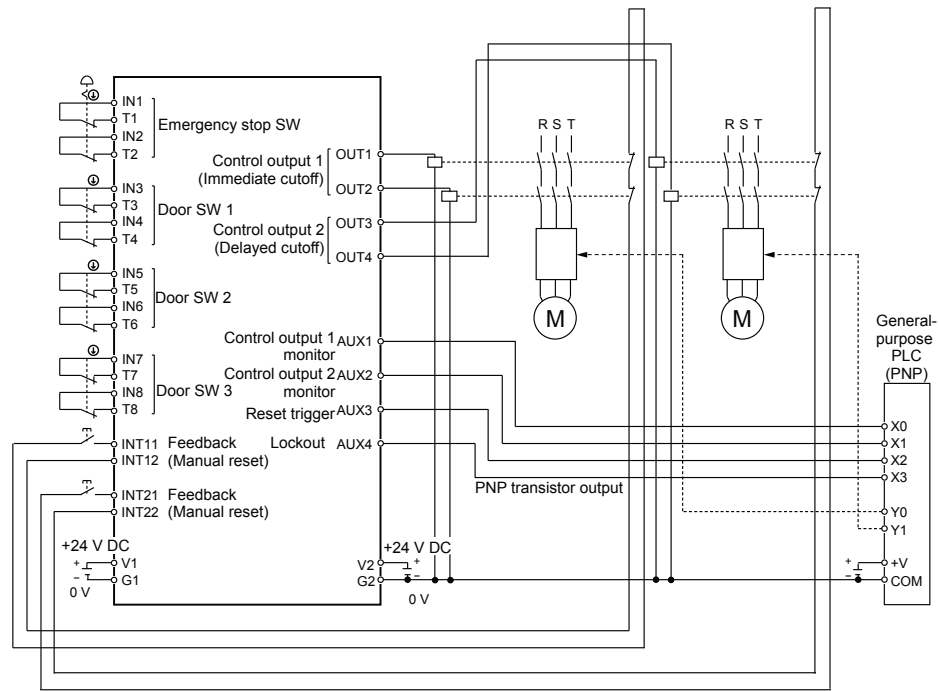 IN1
T1
IN2
T2
Emergency stop SW
IN3
T3
IN4
T4
Door SW 1
IN5
T5
IN6
T6
Door SW 2
IN7
T7
IN8
T8
Door SW 3
INT11 Feedback
INT12 (Manual reset)
INT21 Feedback
INT22 (Manual reset)
+24 V DC
+
V1
−
G1
0 V
Control output 1
(Immediate cutoff)
OUT1
OUT2
Control output 2
(Delayed cutoff)
OUT3
OUT4
Control output 1
monitor
AUX1
Control output 2
monitor
AUX2
Reset trigger
AUX3
Lockout
AUX4
PNP transistor output
+24 V DC
V2
+
G2
−
0 V
R S T
M
R S T
M
General-
purpose
PLC
(PNP)
X0
X1
X2
X3
Y0
Y1
+
+V
−
COM